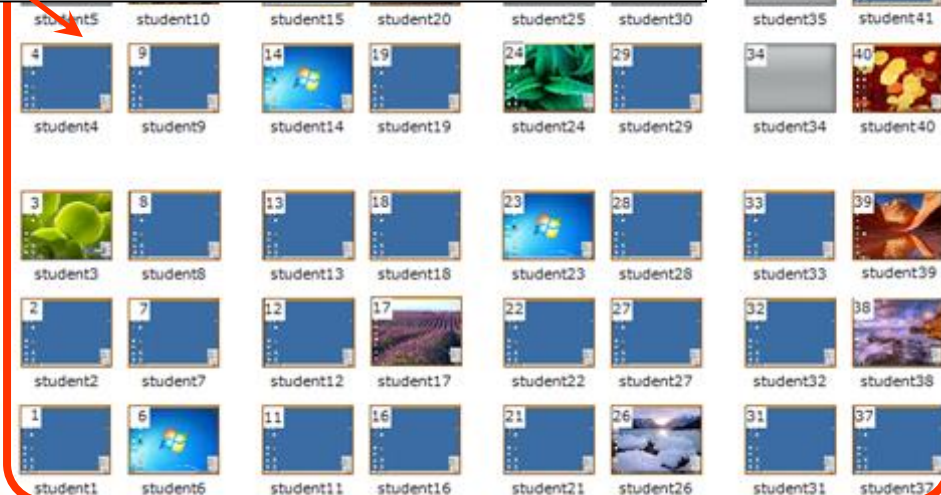 student5 student10 student15 student20 student25 student30 student35 student41
4 9 14 19 24 29 34 40
student4 student9 student14 student19 student24 student29 student34 student40
3 8 13 18 23 28 33 39
student3 student8 student13 student18 student23 student28 student33 student39
2 7 12 17 22 27 32 38
student2 student7 student12 student17 student22 student27 student32 student38
1 6 11 16 21 26 31 37
student1 student6 student11 student16 student21 student26 student31 student37